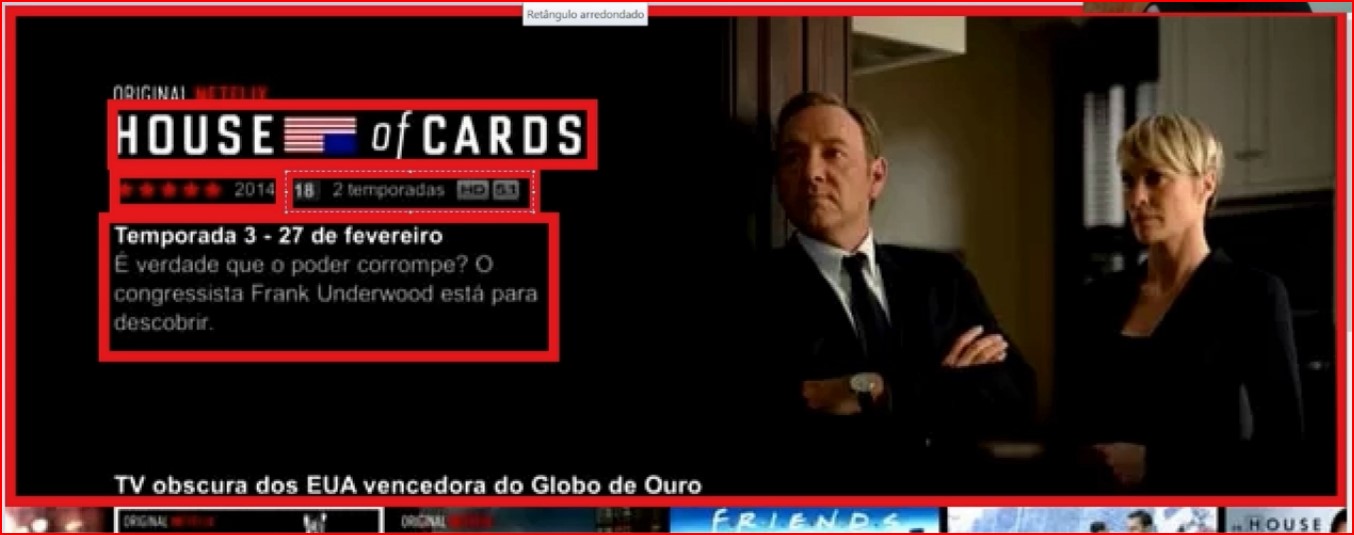 Retângulo arredondado
ORIGINAL NETFLIX
HOUSE of CARDS
2014 18 2 temporadas HD 5.1
Temporada 3 - 27 de fevereiro
É verdade que o poder corrompe? O
congressista Frank Underwood está para
descobrir.
TV obscura dos EUA vencedora do Globo de Ouro
ORIGINAL NETFLIX ORIGINAL NETFLIX FRIENDS HOUSE